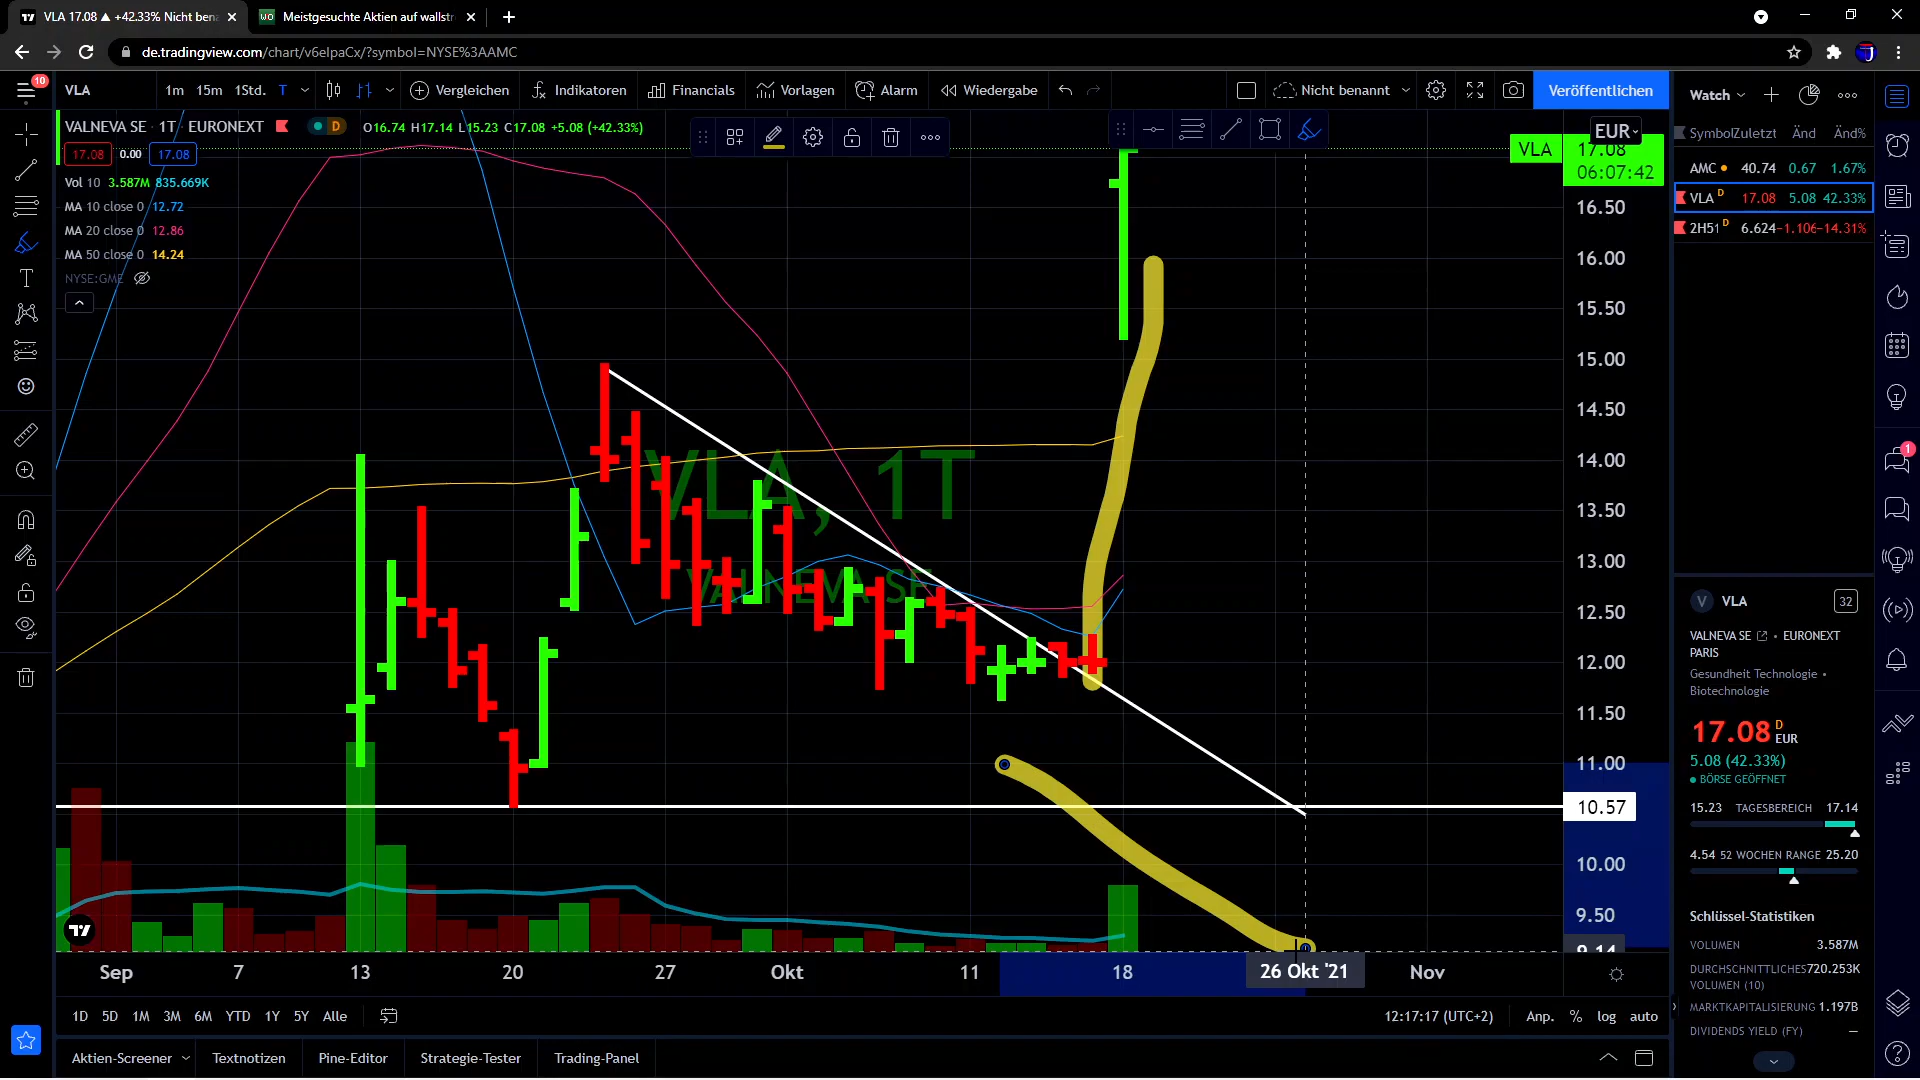 VLA 17.08 ▲ +42.33% Nicht ben
Meistgesuchte Aktien auf wallstr
de.tradingview.com/chart/v6elpaCx/?symbol=NYSE%3AAMC
10
VLA
1m 15m 1Std. T
Vergleichen
Indikatoren
Financials
Vorlagen
Alarm
Wiedergabe
Nicht benannt
Veröffentlichen
Watch
VALNEVA SE · 1T · EURONEXT
D
O16.74 H17.14 L15.23 C17.08 +5.08 (+42.33%)
17.08 0.00 17.08
Vol 10 3.587M 835.669K
MA 10 close 0 12.72
MA 20 close 0 12.86
MA 50 close 0 14.24
NYSE:GME
EUR
VLA 17.08
06:07:42
16.50
16.00
15.50
15.00
14.50
14.00
13.50
13.00
12.50
12.00
11.50
11.00
10.57
10.00
9.50
9.14
VLA, 1T
VALNEVA SE
Sep 7 13 20 27 Okt 11 18 26 Okt '21 Nov
1D 5D 1M 3M 6M YTD 1Y 5Y Alle
12:17:17 (UTC+2) Anp. % log auto
Aktien-Screener Textnotizen Pine-Editor Strategie-Tester Trading-Panel
Symbol Zuletzt Änd Änd%
AMC 40.74 0.67 1.67%
VLA D 17.08 5.08 42.33%
2H51 D 6.624 −1.106 −14.31%
1
V VLA 32
VALNEVA SE • EURONEXT
PARIS
Gesundheit Technologie •
Biotechnologie
17.08 D EUR
5.08 (42.33%)
BÖRSE GEÖFFNET
15.23 TAGESBEREICH 17.14
4.54 52 WOCHEN RANGE 25.20
Schlüssel-Statistiken
VOLUMEN 3.587M
DURCHSCHNITTLICHES 720.253K
VOLUMEN (10)
MARKTKAPITALISIERUNG 1.197B
DIVIDENDS YIELD (FY) —